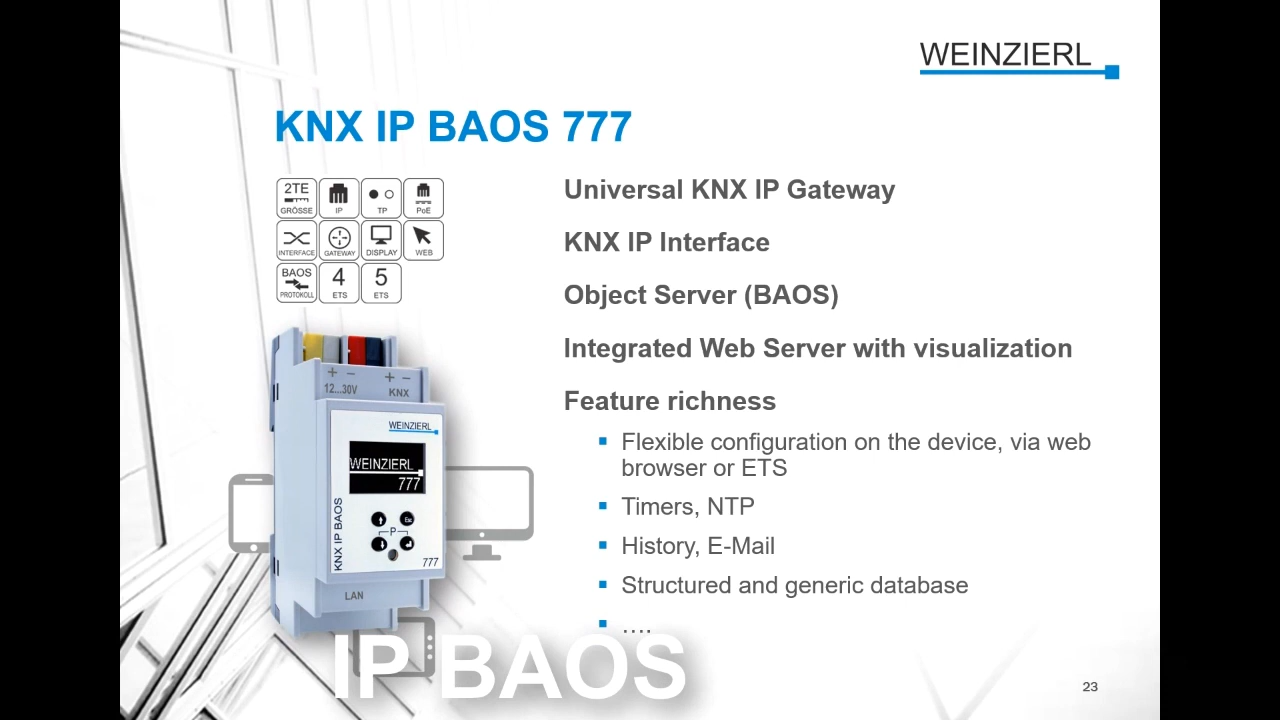 WEINZIERL
KNX IP BAOS 777
2TE
GRÖSSE
IP
TP
PoE
INTERFACE
GATEWAY
DISPLAY
WEB
BAOS
PROTOKOLL
4
ETS
5
ETS
Universal KNX IP Gateway
KNX IP Interface
Object Server (BAOS)
Integrated Web Server with visualization
Feature richness
Flexible configuration on the device, via web
browser or ETS
Timers, NTP
History, E-Mail
Structured and generic database
....
+ − + −
12...30V KNX
WEINZIERL
WEINZIERL
777
Esc
P
KNX IP BAOS
777
LAN
IP BAOS
23